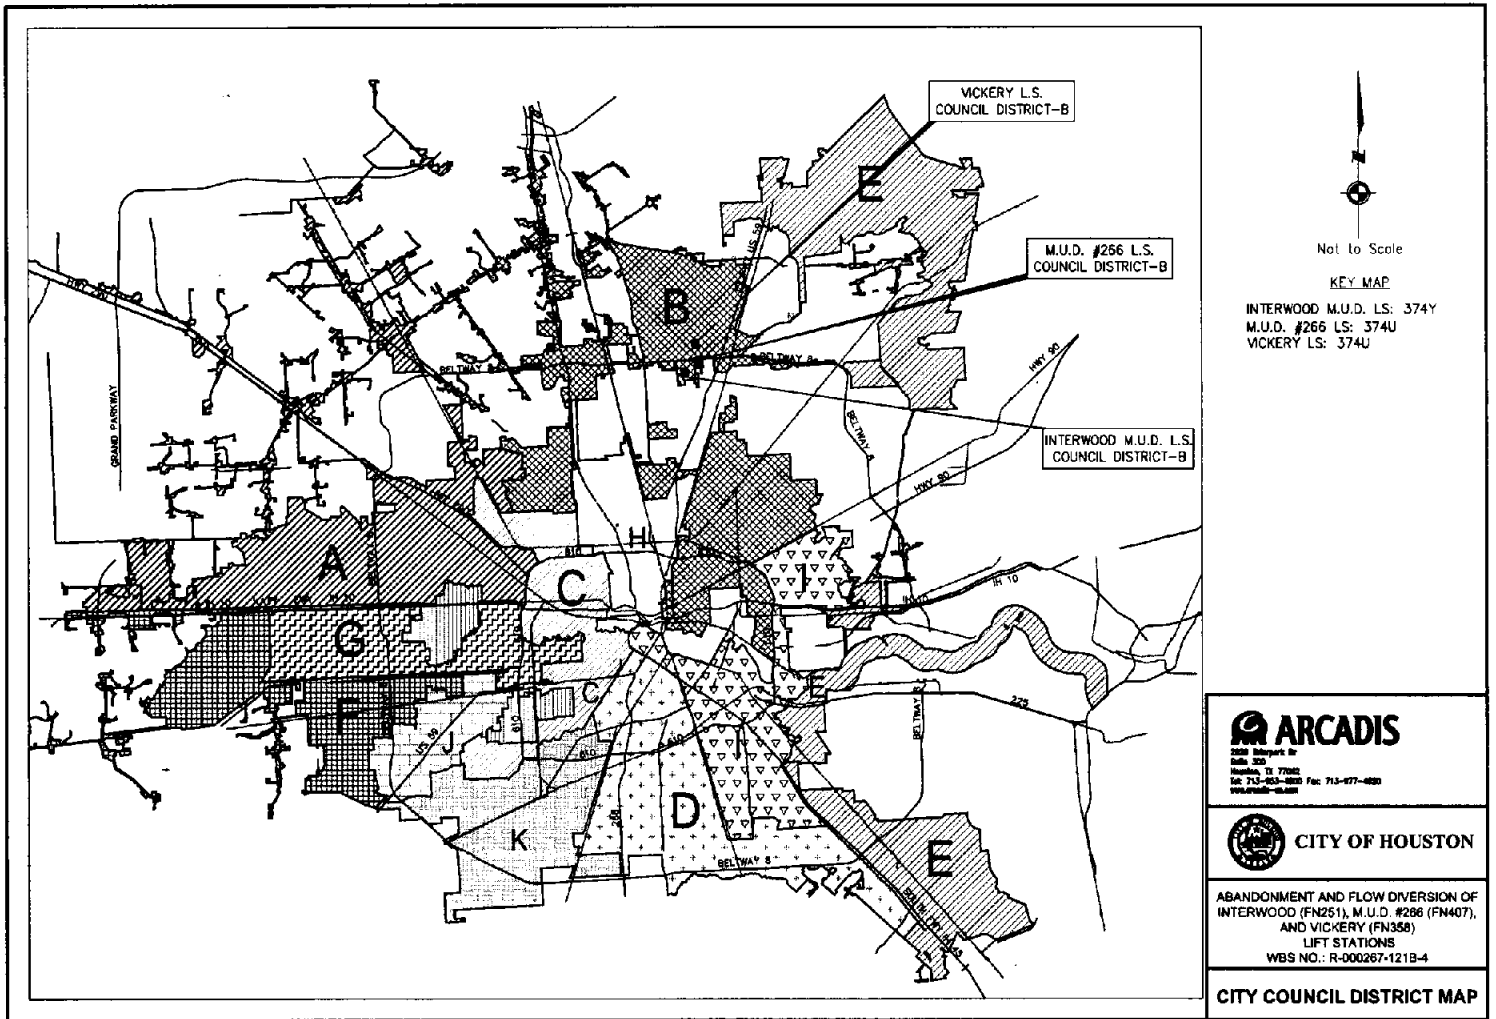 VICKERY L.S.
COUNCIL DISTRICT-B
E
US 59
M.U.D. #266 L.S.
COUNCIL DISTRICT-B
B
BELTWAY 8
BELTWAY 8
HWY 90
GRAND PARKWAY
BELTWAY 8
INTERWOOD M.U.D. L.S.
COUNCIL DISTRICT-B
HWY 90
H
610
A
C
I
IH 10
G
E
C
225
F
J
US 59
610
610
610
BELTWAY 8
I
D
K
288
BELTWAY 8
E
Not to Scale
KEY MAP
INTERWOOD M.U.D. LS: 374Y
M.U.D. #266 LS: 374U
VICKERY LS: 374U
ARCADIS
CITY OF HOUSTON
ABANDONMENT AND FLOW DIVERSION OF
INTERWOOD (FN251), M.U.D. #266 (FN407),
AND VICKERY (FN358)
LIFT STATIONS
WBS NO.: R-000267-121B-4
CITY COUNCIL DISTRICT MAP